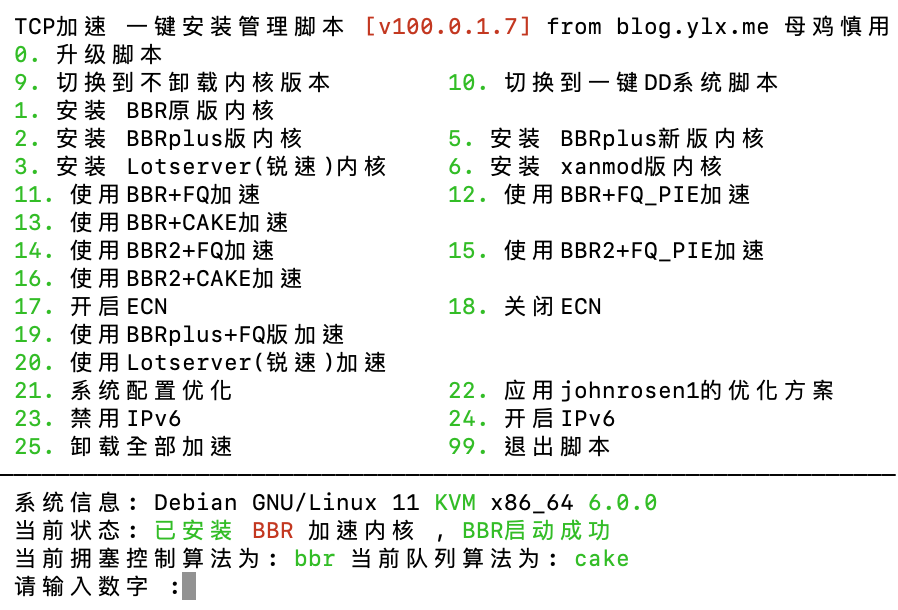 TCP加速 一键安装管理脚本 [v100.0.1.7] from blog.ylx.me 母鸡慎用
0. 升级脚本
9. 切换到不卸载内核版本 10. 切换到一键DD系统脚本
1. 安装 BBR原版内核
2. 安装 BBRplus版内核 5. 安装 BBRplus新版内核
3. 安装 Lotserver(锐速)内核 6. 安装 xanmod版内核
11. 使用BBR+FQ加速 12. 使用BBR+FQ_PIE加速
13. 使用BBR+CAKE加速
14. 使用BBR2+FQ加速 15. 使用BBR2+FQ_PIE加速
16. 使用BBR2+CAKE加速
17. 开启ECN 18. 关闭ECN
19. 使用BBRplus+FQ版加速
20. 使用Lotserver(锐速)加速
21. 系统配置优化 22. 应用johnrosen1的优化方案
23. 禁用IPv6 24. 开启IPv6
25. 卸载全部加速 99. 退出脚本
系统信息: Debian GNU/Linux 11 KVM x86_64 6.0.0
当前状态: 已安装 BBR 加速内核 , BBR启动成功
当前拥塞控制算法为: bbr 当前队列算法为: cake
请输入数字 :